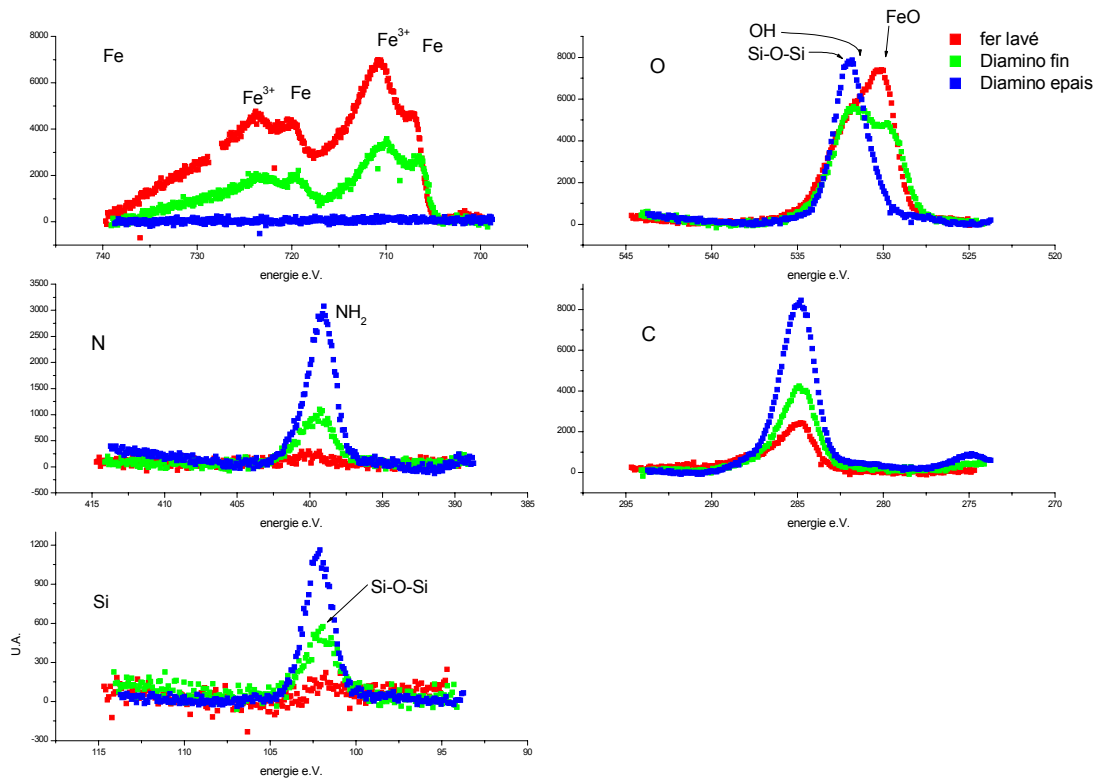 Fe
Fe3+
Fe
Fe3+
Fe
8000
6000
4000
2000
0
740
730
720
710
700
energie e.V.
O
OH
Si-O-Si
FeO
8000
6000
4000
2000
0
545
540
535
530
525
520
energie e.V.
fer lavé
Diamino fin
Diamino epais
N
NH2
3500
3000
2500
2000
1500
1000
500
0
-500
415
410
405
400
395
390
385
energie e.V.
C
8000
6000
4000
2000
0
295
290
285
280
275
270
energie e.V.
Si
Si-O-Si
U.A.
1200
900
600
300
0
-300
115
110
105
100
95
90
energie e.V.